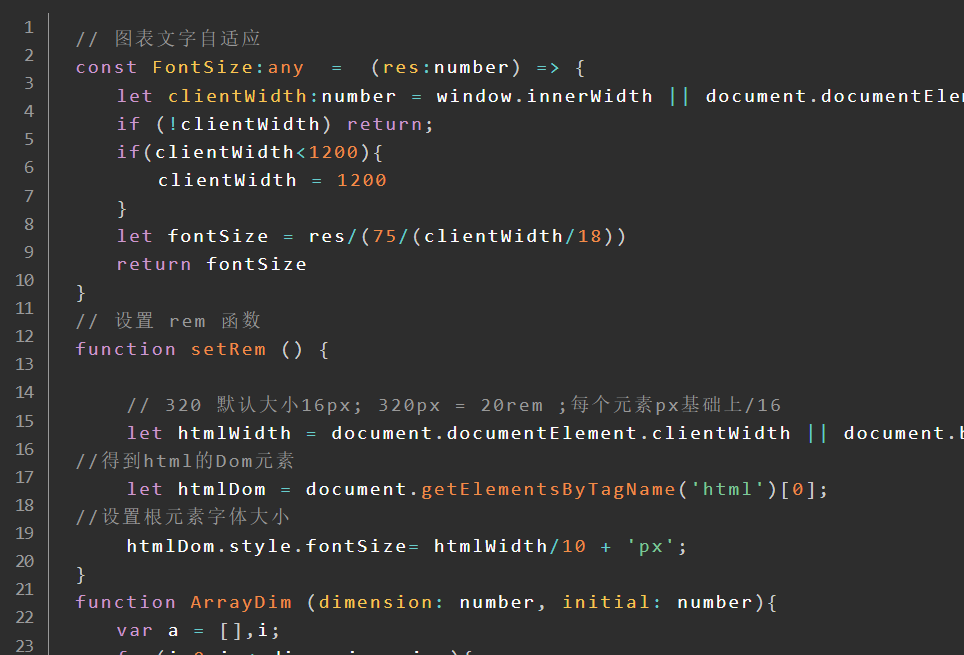 1
2
3
4
5
6
7
8
9
10
11
12
13
14
15
16
17
18
19
20
21
22
23
// 图表文字自适应
const FontSize:any  =  (res:number) => {
let clientWidth:number = window.innerWidth || document.documentElem
if (!clientWidth) return;
if(clientWidth<1200){
clientWidth = 1200
}
let fontSize = res/(75/(clientWidth/18))
return fontSize
}
// 设置 rem 函数
function setRem () {
// 320 默认大小16px; 320px = 20rem ;每个元素px基础上/16
let htmlWidth = document.documentElement.clientWidth || document.b
//得到html的Dom元素
let htmlDom = document.getElementsByTagName('html')[0];
//设置根元素字体大小
htmlDom.style.fontSize= htmlWidth/10 + 'px';
}
function ArrayDim (dimension: number, initial: number){
var a = [],i;